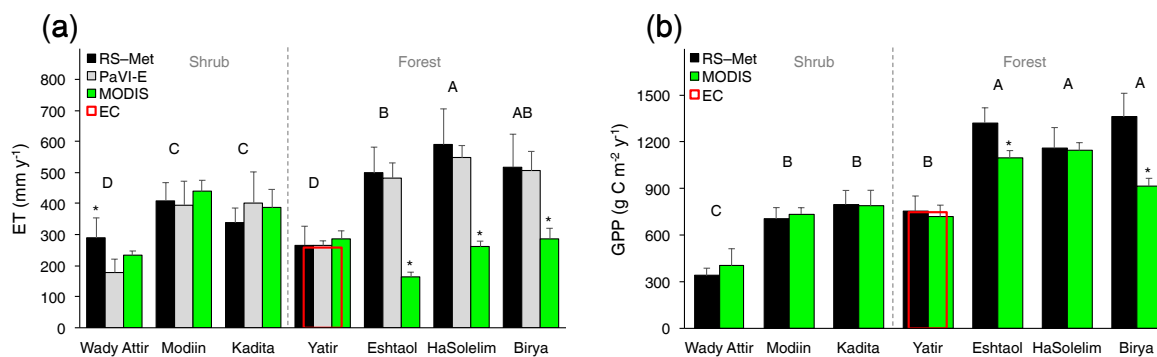 (a)
RS–Met
PaVI-E
MODIS
EC
Shrub
Forest
ET (mm y⁻¹)
800
700
600
500
400
300
200
100
0
D
*
C
C
D
B
*
A
*
AB
*
Wady Attir Modiin Kadita Yatir Eshtaol HaSolelim Birya
(b)
RS–Met
MODIS
EC
Shrub
Forest
GPP (g C m⁻² y⁻¹)
1500
1200
900
600
300
0
C
B
B
B
A
*
A
A
*
Wady Attir Modiin Kadita Yatir Eshtaol HaSolelim Birya